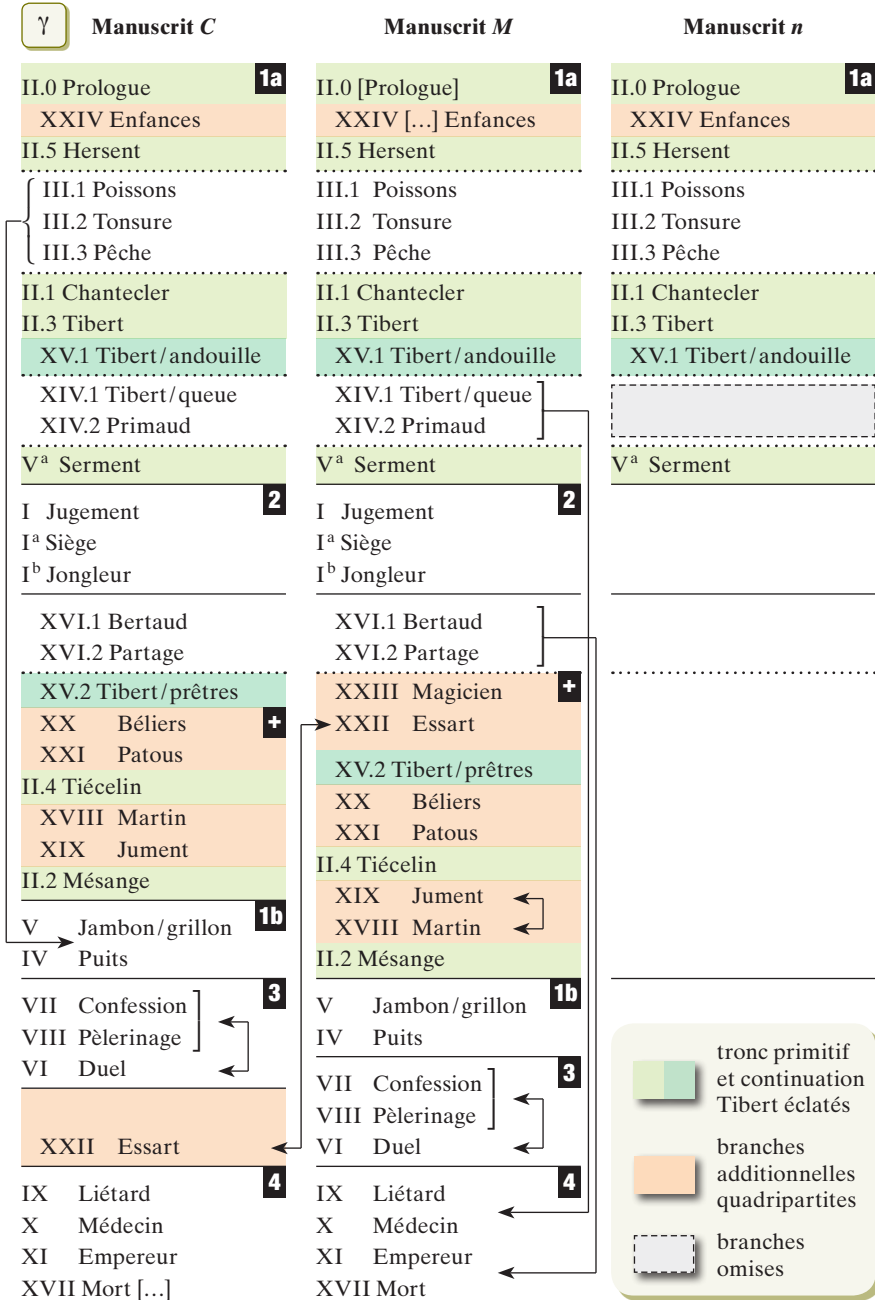 γ Manuscrit C
1a
II.0 Prologue
XXIV Enfances
II.5 Hersent
III.1 Poissons
III.2 Tonsure
III.3 Pêche
II.1 Chantecler
II.3 Tibert
XV.1 Tibert/andouille
XIV.1 Tibert/queue
XIV.2 Primaud
Vᵃ Serment
2
I Jugement
Iᵃ Siège
Iᵇ Jongleur
XVI.1 Bertaud
XVI.2 Partage
XV.2 Tibert/prêtres
XX Béliers +
XXI Patous
II.4 Tiécelin
XVIII Martin
XIX Jument
II.2 Mésange
1b
V Jambon/grillon
IV Puits
3
VII Confession
VIII Pèlerinage
VI Duel
XXII Essart
4
IX Liétard
X Médecin
XI Empereur
XVII Mort […]
Manuscrit M
1a
II.0 [Prologue]
XXIV […] Enfances
II.5 Hersent
III.1 Poissons
III.2 Tonsure
III.3 Pêche
II.1 Chantecler
II.3 Tibert
XV.1 Tibert/andouille
XIV.1 Tibert/queue
XIV.2 Primaud
Vᵃ Serment
2
I Jugement
Iᵃ Siège
Iᵇ Jongleur
XVI.1 Bertaud
XVI.2 Partage
XXIII Magicien +
XXII Essart
XV.2 Tibert/prêtres
XX Béliers
XXI Patous
II.4 Tiécelin
XIX Jument
XVIII Martin
II.2 Mésange
1b
V Jambon/grillon
IV Puits
3
VII Confession
VIII Pèlerinage
VI Duel
4
IX Liétard
X Médecin
XI Empereur
XVII Mort
Manuscrit n
1a
II.0 Prologue
XXIV Enfances
II.5 Hersent
III.1 Poissons
III.2 Tonsure
III.3 Pêche
II.1 Chantecler
II.3 Tibert
XV.1 Tibert/andouille
Vᵃ Serment
tronc primitif
et continuation
Tibert éclatés
branches
additionnelles
quadripartites
branches
omises